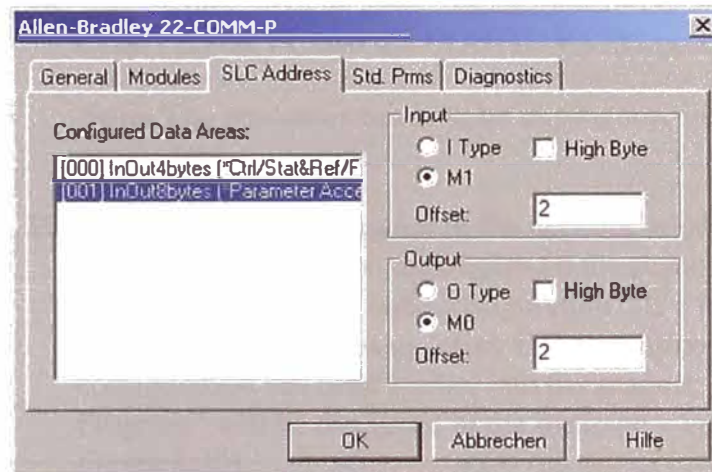 Allen-Bradley 22-COMM-P
General Modules SLC Address Std. Prms Diagnostics
Configured Data Areas:
[000] InOut4bytes (*Ctrl/Stat&Ref/F
[001] InOut8bytes (*Parameter Acce
Input
I Type High Byte
M1
Offset: 2
Output
O Type High Byte
M0
Offset: 2
OK Abbrechen Hilfe